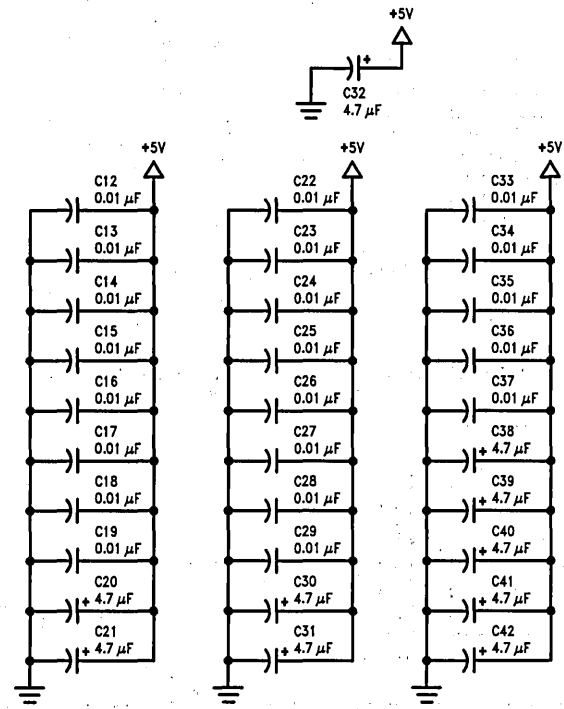 +5V
+
C32
4.7 μF
+5V
C12
0.01 μF
C13
0.01 μF
C14
0.01 μF
C15
0.01 μF
C16
0.01 μF
C17
0.01 μF
C18
0.01 μF
C19
0.01 μF
C20
+ 4.7 μF
C21
+ 4.7 μF
+5V
C22
0.01 μF
C23
0.01 μF
C24
0.01 μF
C25
0.01 μF
C26
0.01 μF
C27
0.01 μF
C28
0.01 μF
C29
0.01 μF
C30
+ 4.7 μF
C31
+ 4.7 μF
+5V
C33
0.01 μF
C34
0.01 μF
C35
0.01 μF
C36
0.01 μF
C37
0.01 μF
C38
+ 4.7 μF
C39
+ 4.7 μF
C40
+ 4.7 μF
C41
+ 4.7 μF
C42
+ 4.7 μF